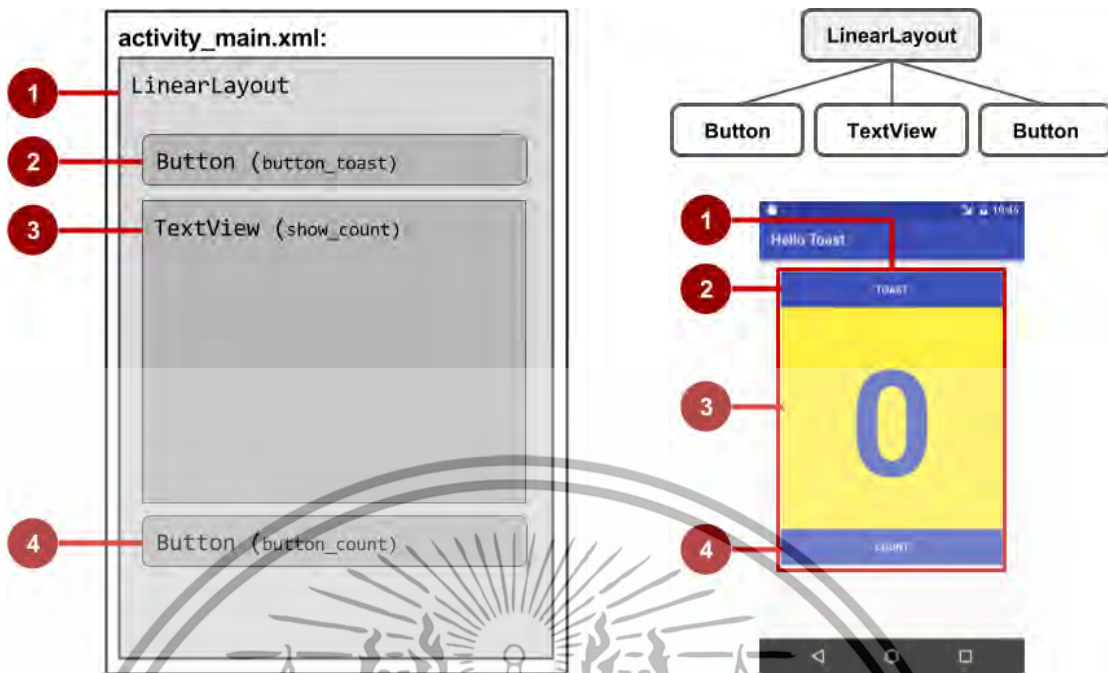 activity_main.xml:
1
LinearLayout
2
Button (button_toast)
3
TextView (show_count)
4
Button (button_count)
LinearLayout
Button
TextView
Button
1
Hello Toast
2
TOAST
3
0
4
COUNT